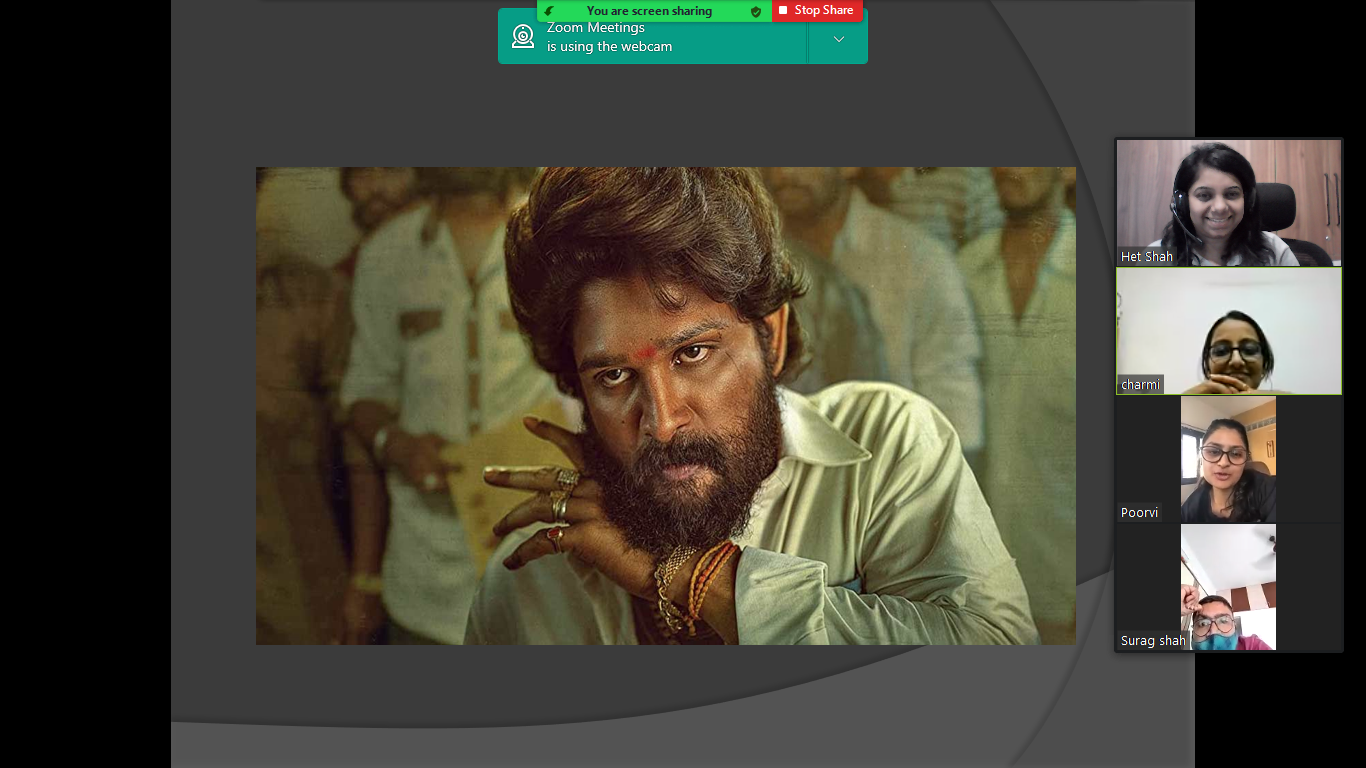 You are screen sharing
Stop Share
Zoom Meetings
is using the webcam
Het Shah
charmi
Poorvi
Surag shah